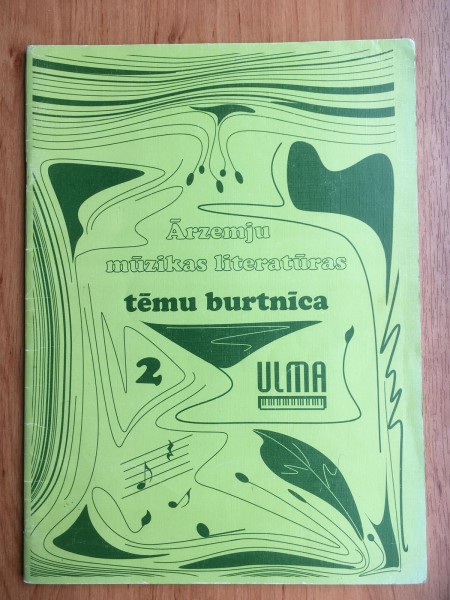 Ārzemju
mūzikas literatūras
tēmu burtnīca
2
ULMA